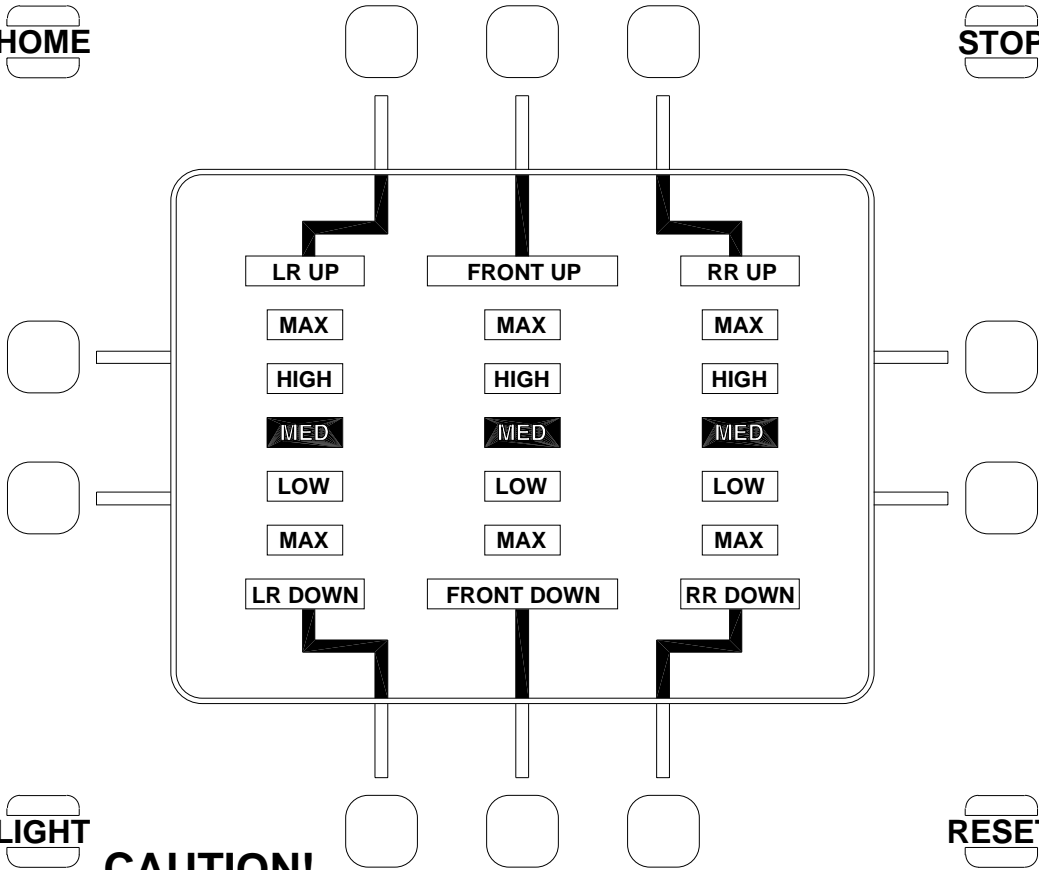 HOME
STOP
LR UP FRONT UP RR UP
MAX MAX MAX
HIGH HIGH HIGH
MED MED MED
LOW LOW LOW
MAX MAX MAX
LR DOWN FRONT DOWN RR DOWN
LIGHT
RESET
CAUTION!